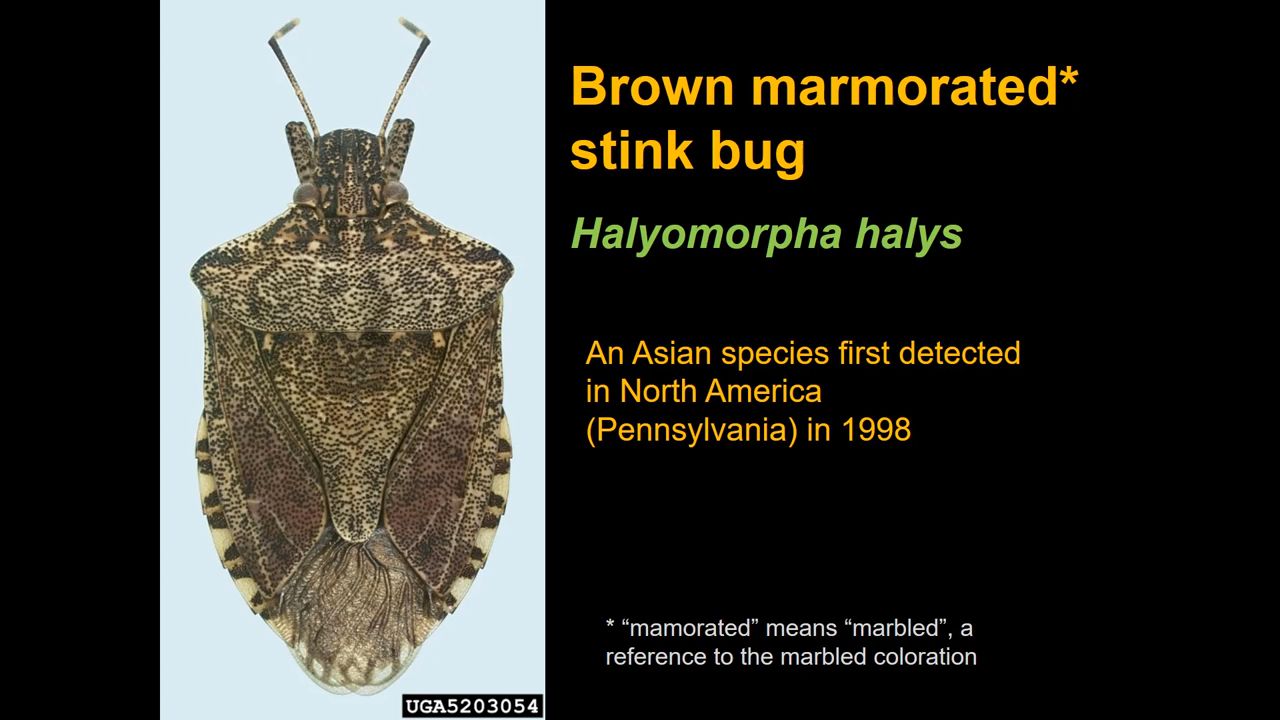 Brown marmorated*
stink bug
Halyomorpha halys
An Asian species first detected
in North America
(Pennsylvania) in 1998
* “mamorated” means “marbled”, a
reference to the marbled coloration
UGA5203054